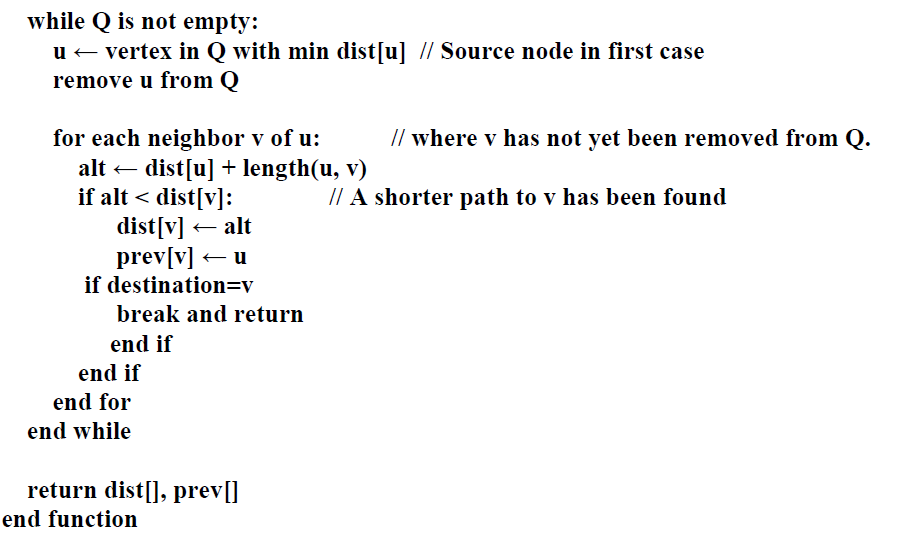 while Q is not empty:
u ← vertex in Q with min dist[u] // Source node in first case
remove u from Q
for each neighbor v of u: // where v has not yet been removed from Q.
alt ← dist[u] + length(u, v)
if alt < dist[v]: // A shorter path to v has been found
dist[v] ← alt
prev[v] ← u
if destination=v
break and return
end if
end if
end for
end while
return dist[], prev[]
end function